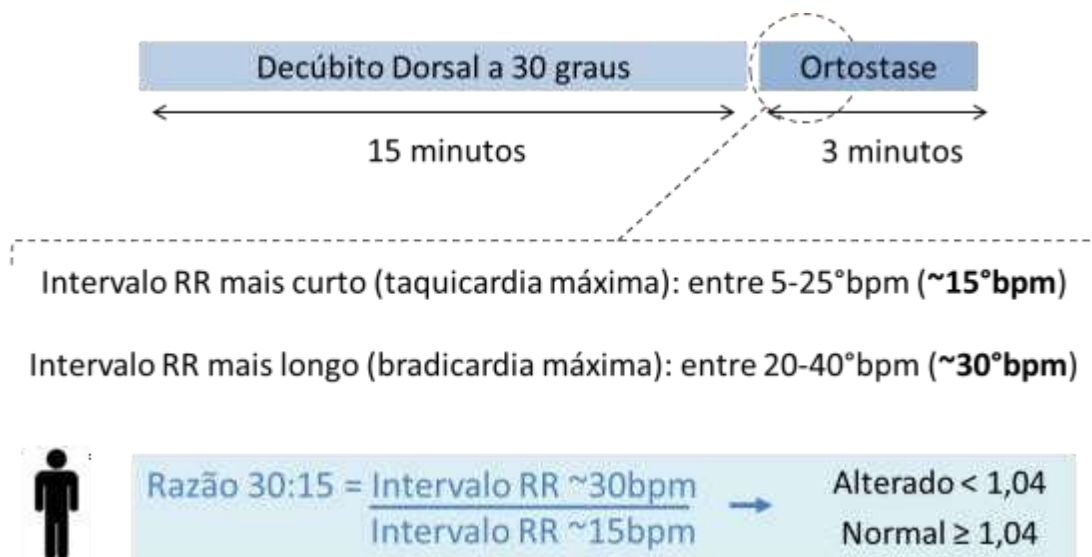 Decúbito Dorsal a 30 graus
Ortostase
15 minutos
3 minutos
Intervalo RR mais curto (taquicardia máxima): entre 5-25°bpm (~15°bpm)
Intervalo RR mais longo (bradicardia máxima): entre 20-40°bpm (~30°bpm)
Razão 30:15 = Intervalo RR ~30bpm
Intervalo RR ~15bpm
Alterado < 1,04
Normal ≥ 1,04